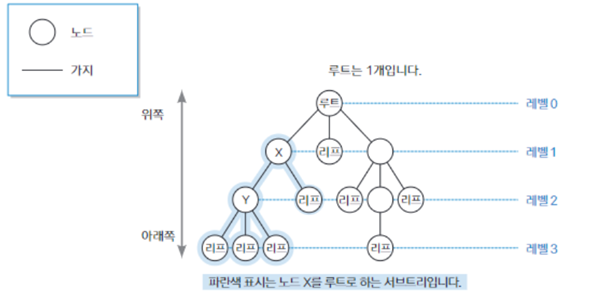 노드
가지
루트는 1개입니다.
위쪽
루트 레벨 0
X 리프 레벨 1
Y 리프 리프 리프 레벨 2
아래쪽
리프 리프 리프 리프 레벨 3
파란색 표시는 노드 X를 루트로 하는 서브트리입니다.